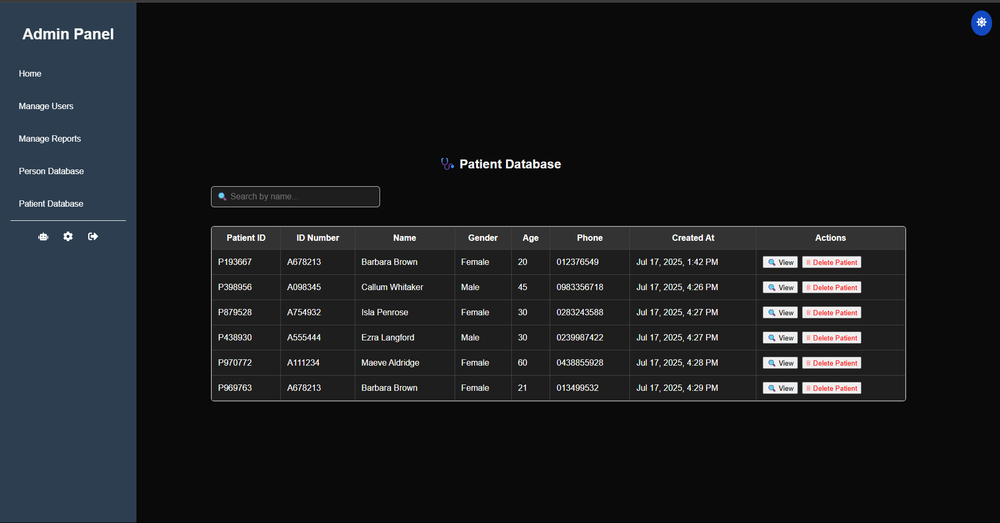 Admin Panel
Home
Manage Users
Manage Reports
Person Database
Patient Database
Patient Database
Search by name...
Patient ID ID Number Name Gender Age Phone Created At Actions
P193667 A678213 Barbara Brown Female 20 012376549 Jul 17, 2025, 1:42 PM View Delete Patient
P398956 A098345 Callum Whitaker Male 45 0983356718 Jul 17, 2025, 4:26 PM View Delete Patient
P879528 A754932 Isla Penrose Female 30 0283243588 Jul 17, 2025, 4:27 PM View Delete Patient
P438930 A555444 Ezra Langford Male 30 0239987422 Jul 17, 2025, 4:27 PM View Delete Patient
P970772 A111234 Maeve Aldridge Female 60 0438855928 Jul 17, 2025, 4:28 PM View Delete Patient
P969763 A678213 Barbara Brown Female 21 013499532 Jul 17, 2025, 4:29 PM View Delete Patient